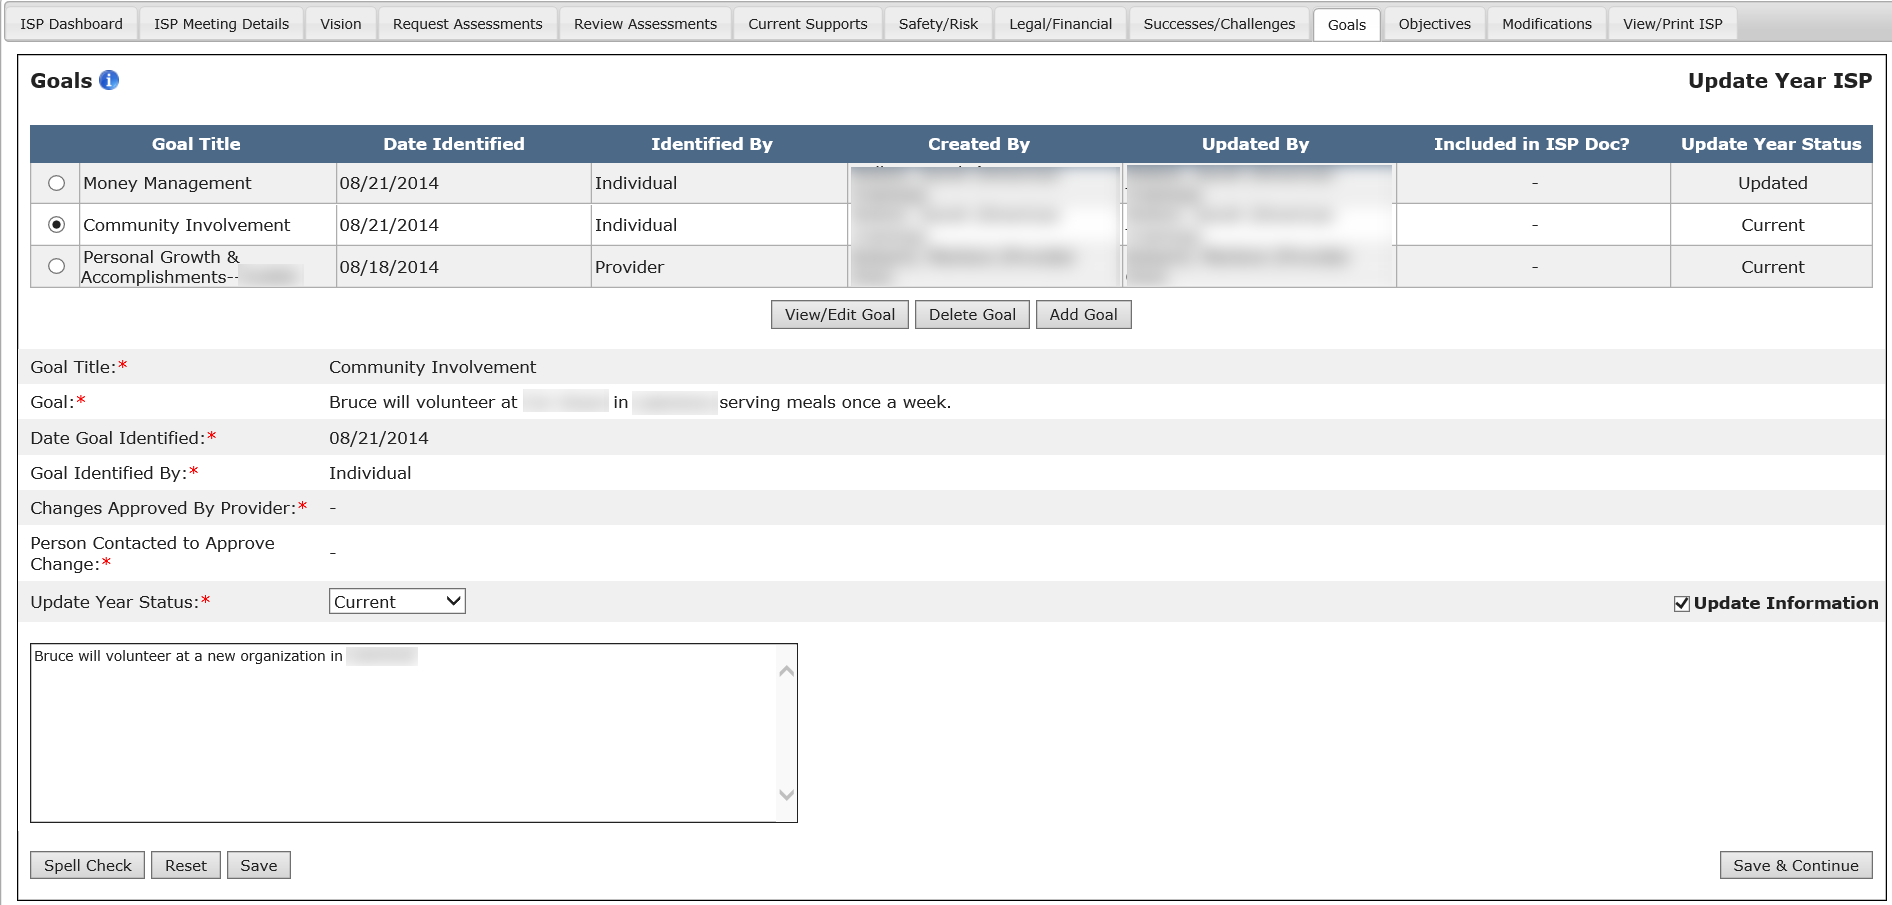 ISP Dashboard ISP Meeting Details Vision Request Assessments Review Assessments Current Supports Safety/Risk Legal/Financial Successes/Challenges Goals Objectives Modifications View/Print ISP
Goals i Update Year ISP
Goal Title Date Identified Identified By Created By Updated By Included in ISP Doc? Update Year Status
Money Management 08/21/2014 Individual - Updated
Community Involvement 08/21/2014 Individual - Current
Personal Growth &
Accomplishments-- 08/18/2014 Provider - Current
View/Edit Goal Delete Goal Add Goal
Goal Title:* Community Involvement
Goal:* Bruce will volunteer at in serving meals once a week.
Date Goal Identified:* 08/21/2014
Goal Identified By:* Individual
Changes Approved By Provider:* -
Person Contacted to Approve
Change:* -
Update Year Status:* Current Update Information
Bruce will volunteer at a new organization in
Spell Check Reset Save Save & Continue